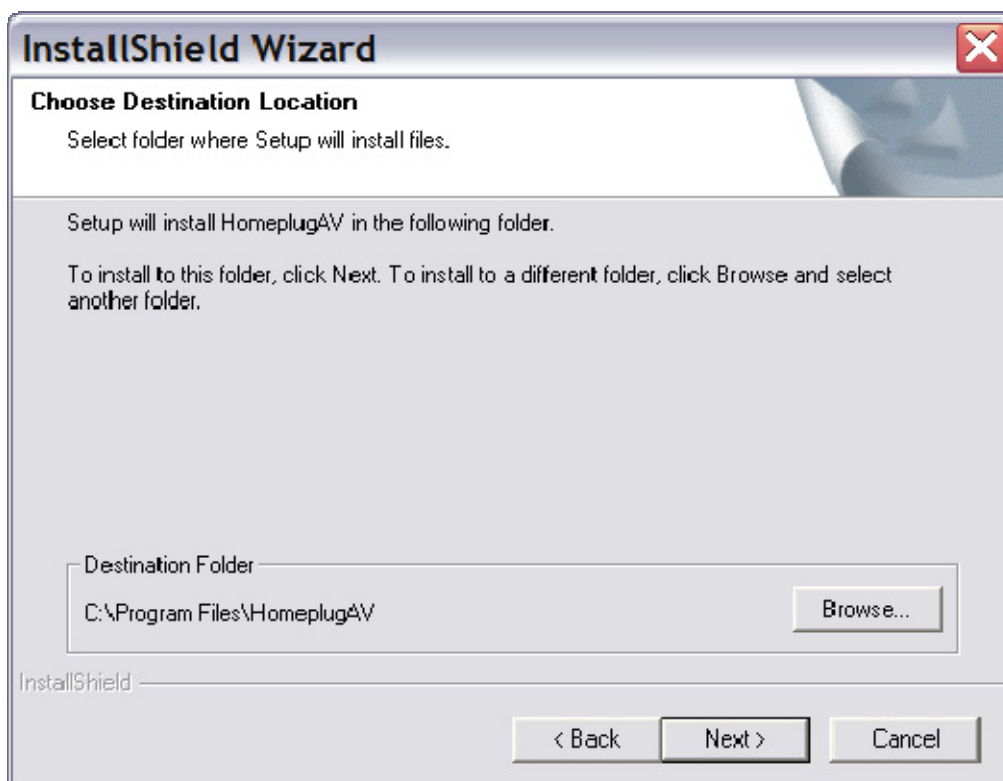 InstallShield Wizard
Choose Destination Location
Select folder where Setup will install files.
Setup will install HomeplugAV in the following folder.
To install to this folder, click Next. To install to a different folder, click Browse and select
another folder.
Destination Folder
C:\Program Files\HomeplugAV
Browse...
InstallShield
< Back
Next >
Cancel